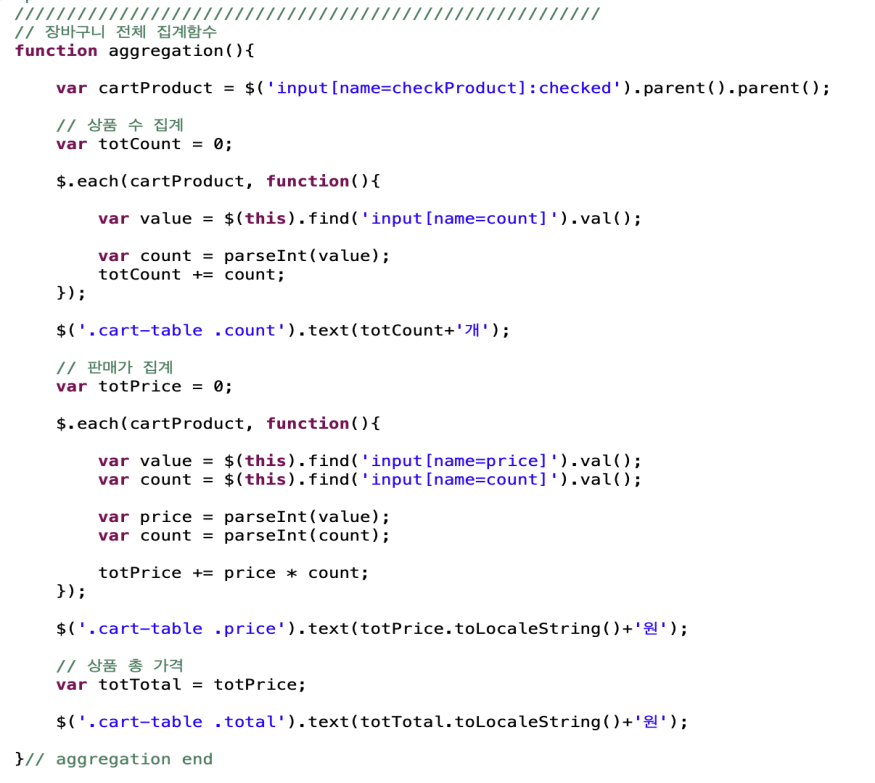 ////////////////////////////////////////////////////////
// 장바구니 전체 집계함수
function aggregation(){
var cartProduct = $('input[name=checkProduct]:checked').parent().parent();
// 상품 수 집계
var totCount = 0;
$.each(cartProduct, function(){
var value = $(this).find('input[name=count]').val();
var count = parseInt(value);
totCount += count;
});
$('.cart-table .count').text(totCount+'개');
// 판매가 집계
var totPrice = 0;
$.each(cartProduct, function(){
var value = $(this).find('input[name=price]').val();
var count = $(this).find('input[name=count]').val();
var price = parseInt(value);
var count = parseInt(count);
totPrice += price * count;
});
$('.cart-table .price').text(totPrice.toLocaleString()+'원');
// 상품 총 가격
var totTotal = totPrice;
$('.cart-table .total').text(totTotal.toLocaleString()+'원');
}// aggregation end